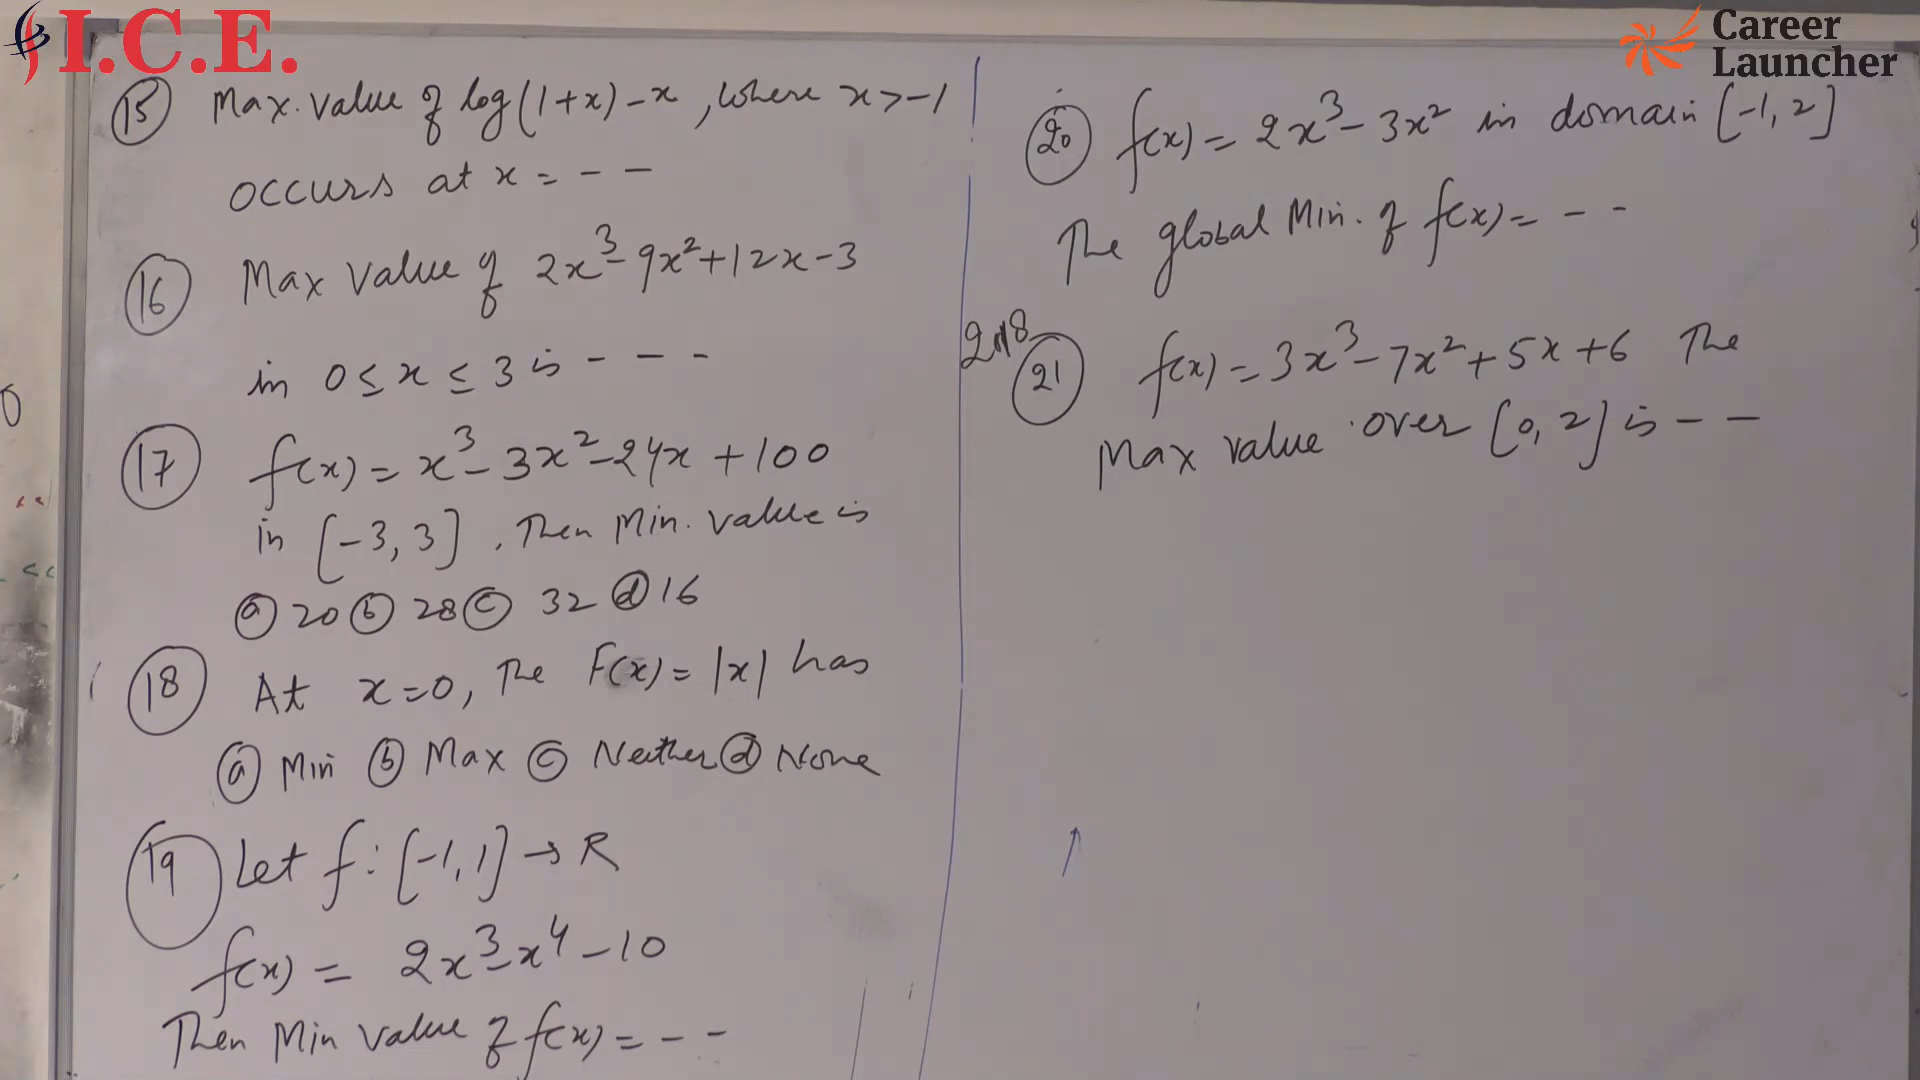 I.C.E.
Career
Launcher
15 Max. value of log(1+x)-x, where x>-1
occurs at x = - -
16 Max value of 2x³-9x²+12x-3
in 0≤x≤3 is - - -
17 f(x) = x³-3x²-24x+100
in [-3,3]. Then Min. value is
a 20 b 28 c 32 d 16
18 At x=0, The F(x)=|x| has
a Min b Max c Neither d None
19 Let f: [-1,1]→R
f(x) = 2x³-x⁴-10
Then Min value of f(x) = - -
20 f(x) = 2x³-3x² in domain [-1,2]
The global Min. of f(x) = - -
21 f(x) = 3x³-7x²+5x+6 The
Max value over [0,2] is - -